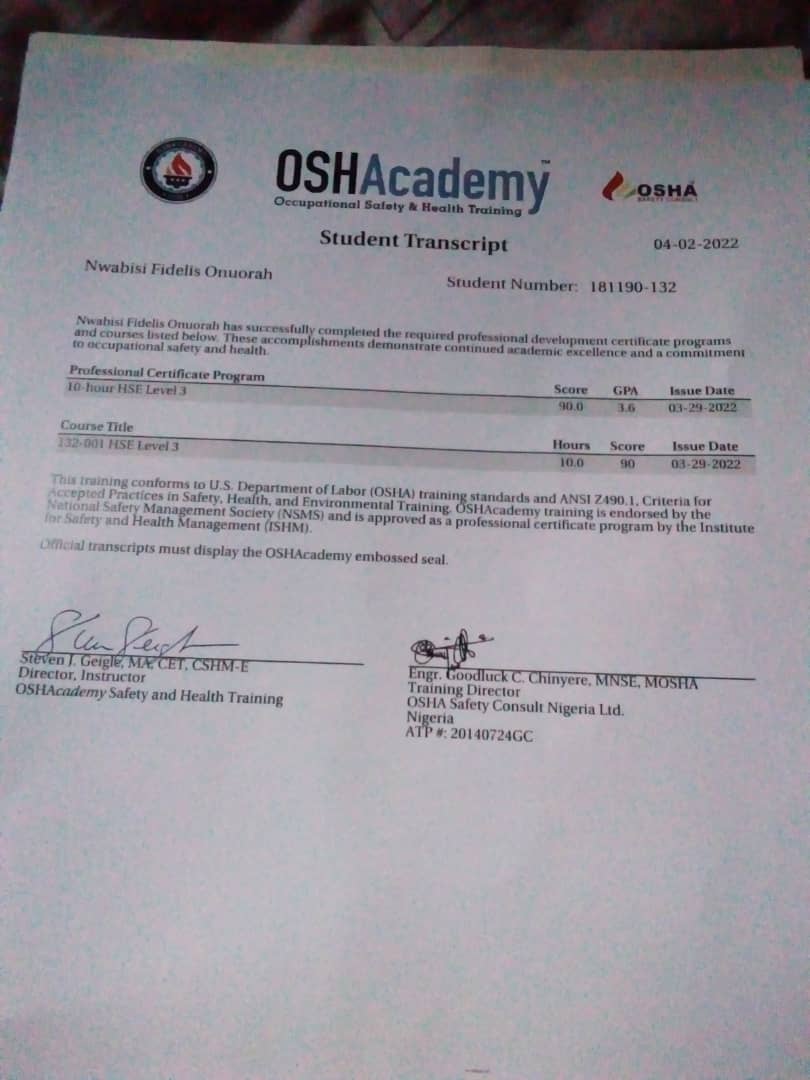 OSHAcademy™
Occupational Safety & Health Training
OSHA
SAFETY CONSULT
Student Transcript
04-02-2022
Nwabisi Fidelis Onuorah
Student Number: 181190-132
Nwabisi Fidelis Onuorah has successfully completed the required professional development certificate programs
and courses listed below. These accomplishments demonstrate continued academic excellence and a commitment
to occupational safety and health.
Professional Certificate Program Score GPA Issue Date
10-hour HSE Level 3 90.0 3.6 03-29-2022
Course Title Hours Score Issue Date
132-001 HSE Level 3 10.0 90 03-29-2022
This training conforms to U.S. Department of Labor (OSHA) training standards and ANSI Z490.1, Criteria for
Accepted Practices in Safety, Health, and Environmental Training. OSHAcademy training is endorsed by the
National Safety Management Society (NSMS) and is approved as a professional certificate program by the Institute
for Safety and Health Management (ISHM).
Official transcripts must display the OSHAcademy embossed seal.
Steven J. Geigle, MA, CET, CSHM-E
Director, Instructor
OSHAcademy Safety and Health Training
Engr. Goodluck C. Chinyere, MNSE, MOSHA
Training Director
OSHA Safety Consult Nigeria Ltd.
Nigeria
ATP #: 20140724GC